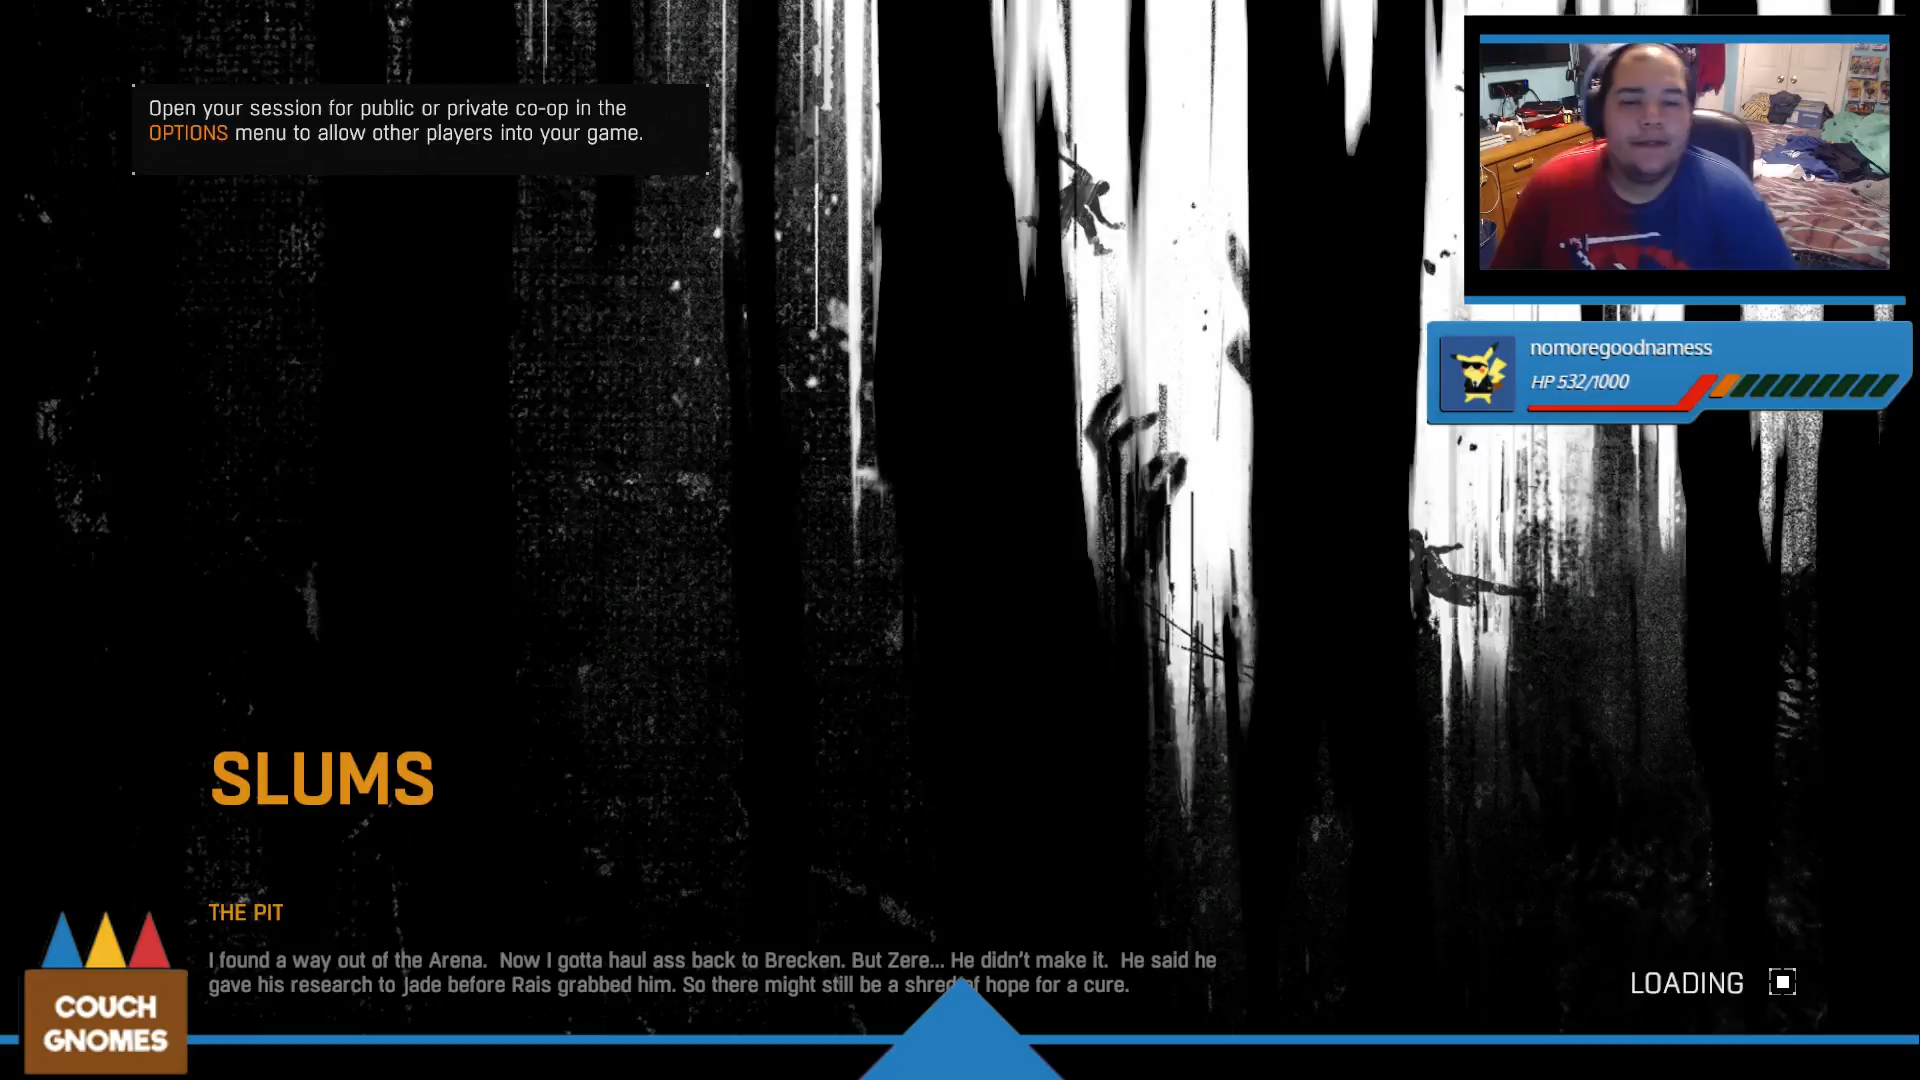 Open your session for public or private co-op in the
OPTIONS menu to allow other players into your game.
nomoregoodnamess
HP 532/1000
SLUMS
THE PIT
I found a way out of the Arena.  Now I gotta haul ass back to Brecken. But Zere... He didn't make it.  He said he
gave his research to Jade before Rais grabbed him. So there might still be a shred of hope for a cure.
LOADING
COUCH
GNOMES